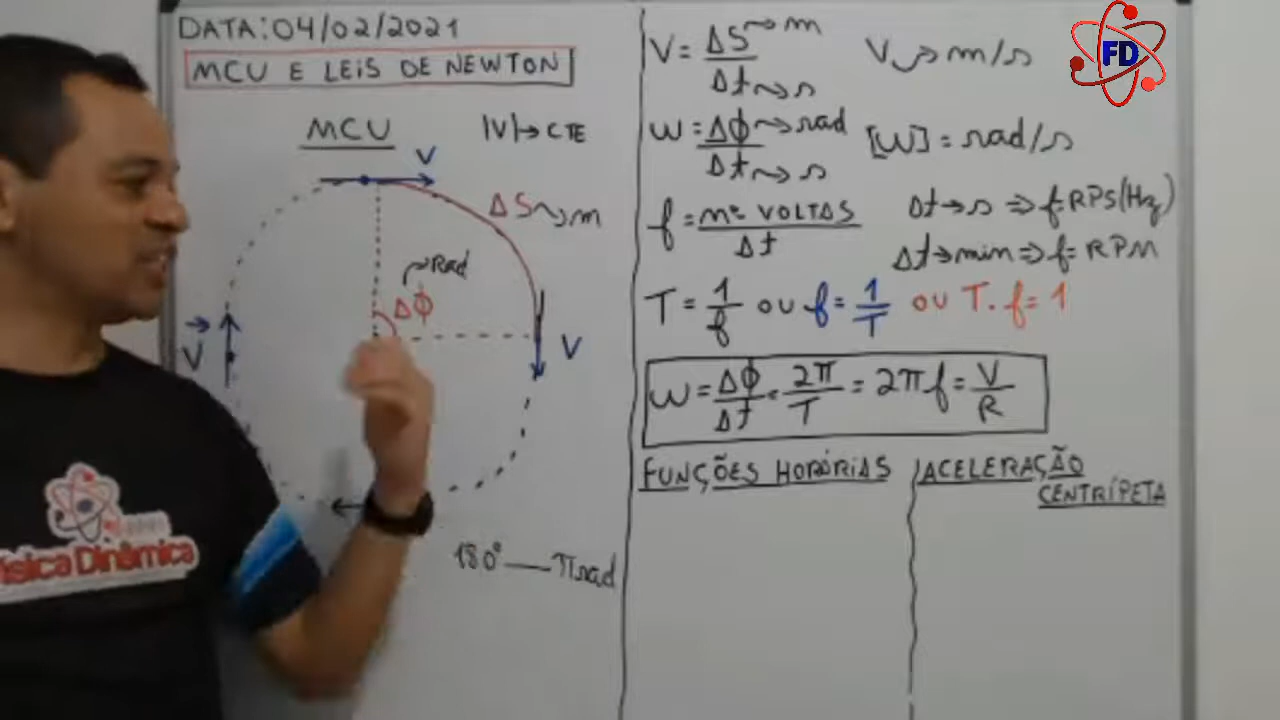 DATA: 04/02/2021
MCU E LEIS DE NEWTON
MCU
|V|→CTE
V
ΔS⤳m
Rad
Δϕ
V
V
180° — π rad
V = ΔS⤳m / Δt⤳s
V⤳m/s
ω = Δϕ⤳rad / Δt⤳s
[ω] = rad/s
f = nº VOLTAS / Δt
Δt→s ⇒ f=RPS(Hz)
Δt→min ⇒ f=RPM
T = 1/f OU f = 1/T OU T.f = 1
ω = Δϕ/Δt = 2π/T = 2πf = V/R
FUNÇÕES HORÁRIAS
ACELERAÇÃO
CENTRÍPETA
FD
Física Dinâmica